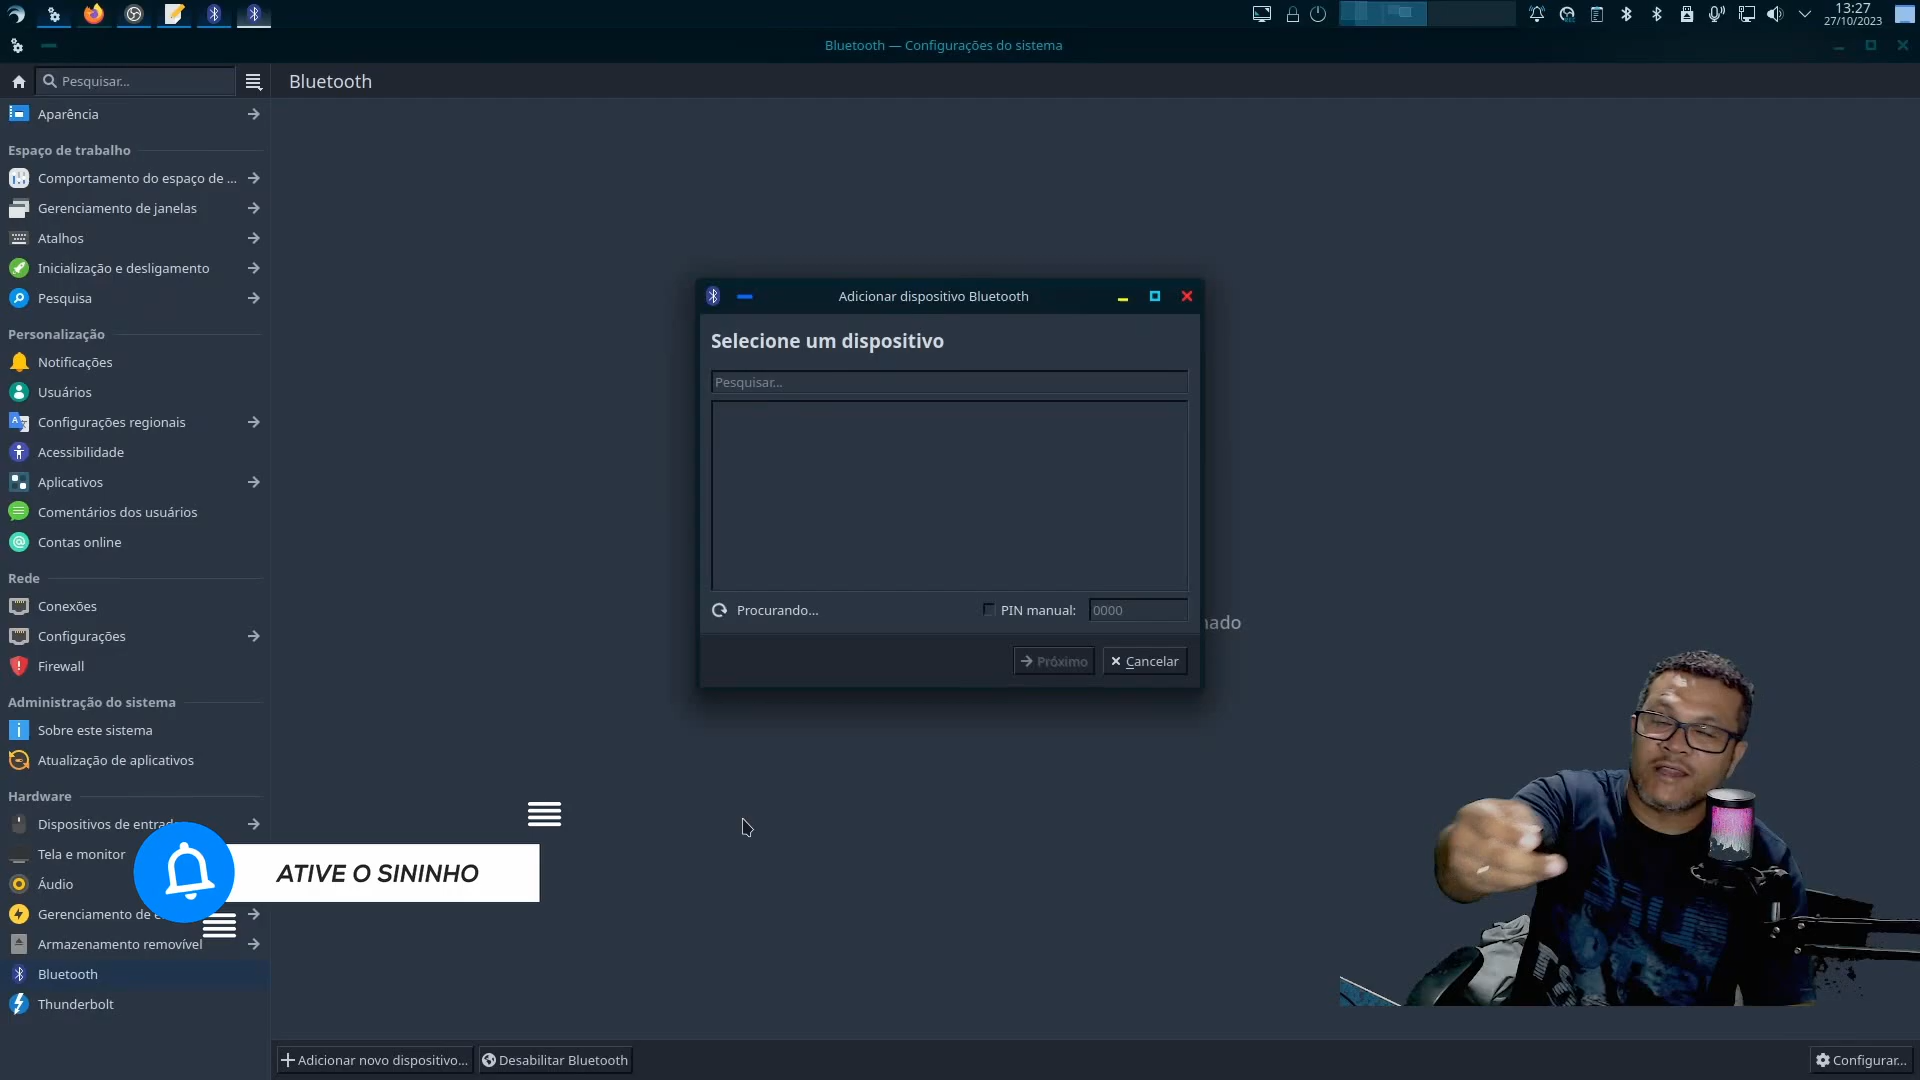 13:27
27/10/2023
Bluetooth — Configurações do sistema
Pesquisar...
Bluetooth
Aparência
Espaço de trabalho
Comportamento do espaço de ...
Gerenciamento de janelas
Atalhos
Inicialização e desligamento
Pesquisa
Personalização
Notificações
Usuários
Configurações regionais
Acessibilidade
Aplicativos
Comentários dos usuários
Contas online
Rede
Conexões
Configurações
Firewall
Administração do sistema
Sobre este sistema
Atualização de aplicativos
Hardware
Dispositivos de entrada
Tela e monitor
Áudio
Gerenciamento de e
Armazenamento removível
Bluetooth
Thunderbolt
ATIVE O SININHO
Adicionar dispositivo Bluetooth
Selecione um dispositivo
Pesquisar...
Procurando...
PIN manual:
0000
Próximo
Cancelar
nado
Adicionar novo dispositivo...
Desabilitar Bluetooth
Configurar...